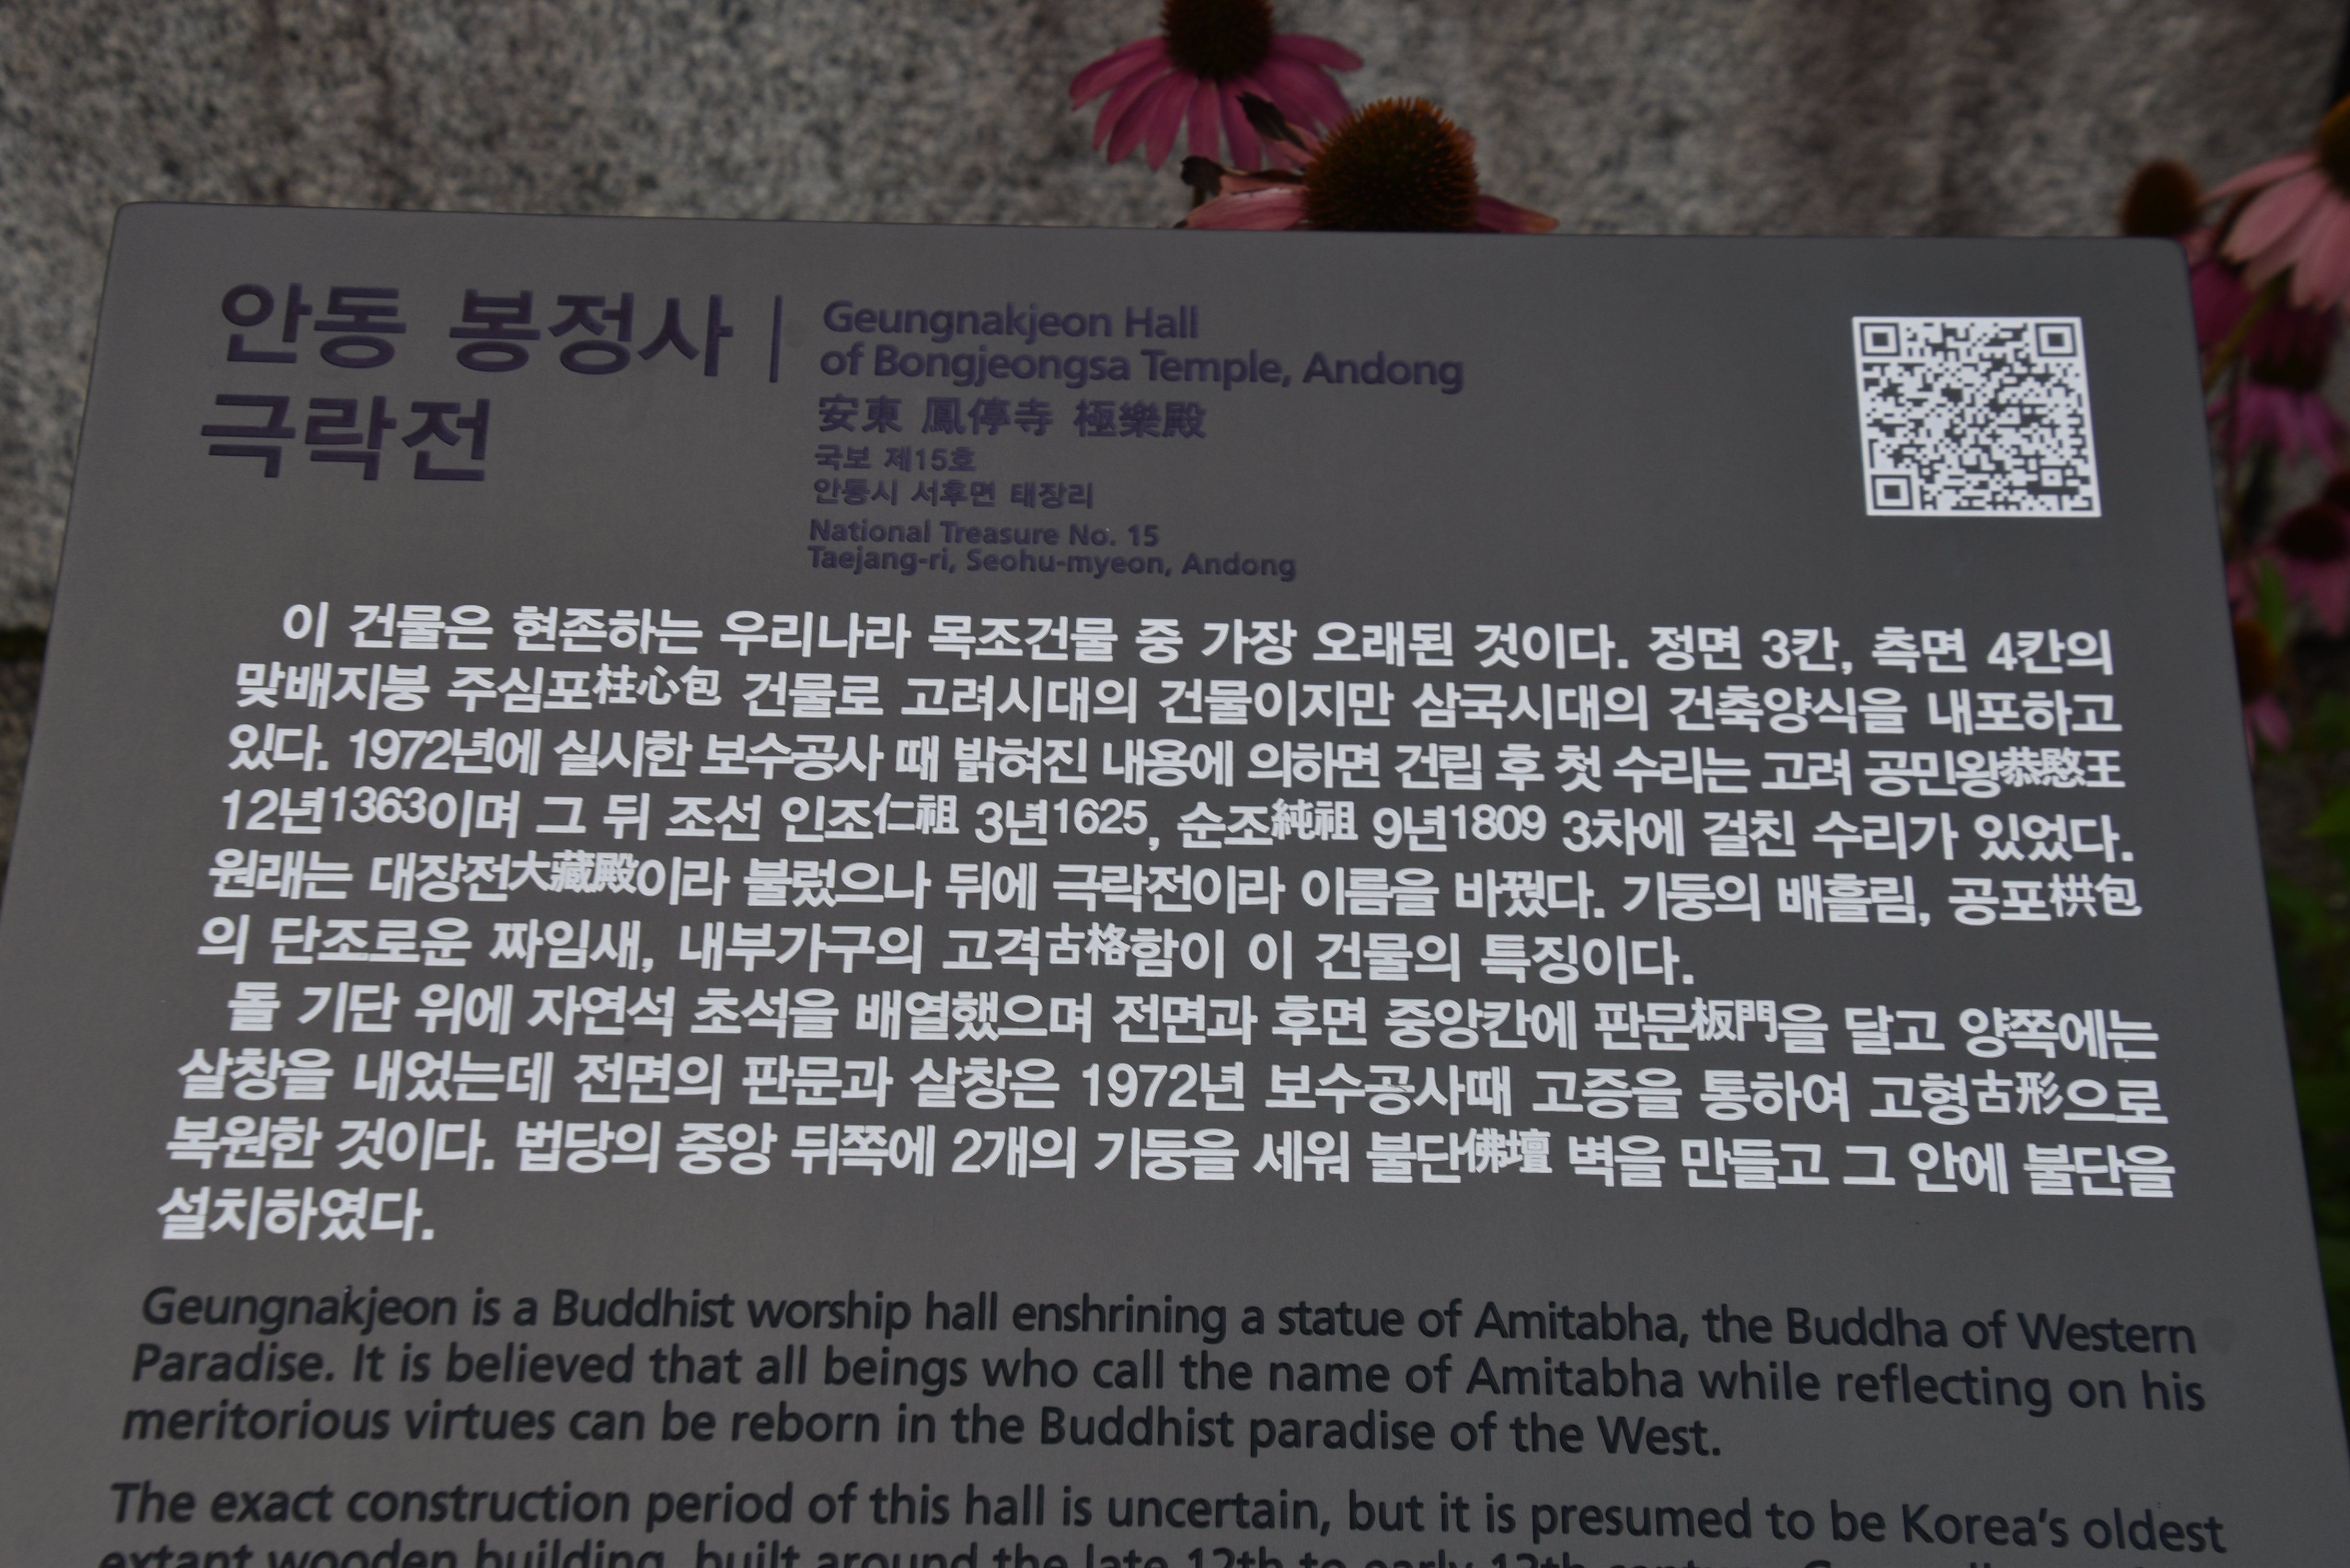 안동 봉정사
극락전
Geungnakjeon Hall
of Bongjeongsa Temple, Andong
安東 鳳停寺 極樂殿
국보 제15호
안동시 서후면 태장리
National Treasure No. 15
Taejang-ri, Seohu-myeon, Andong
이 건물은 현존하는 우리나라 목조건물 중 가장 오래된 것이다. 정면 3칸, 측면 4칸의
맞배지붕 주심포柱心包 건물로 고려시대의 건물이지만 삼국시대의 건축양식을 내포하고
있다. 1972년에 실시한 보수공사 때 밝혀진 내용에 의하면 건립 후 첫 수리는 고려 공민왕恭愍王
12년1363이며 그 뒤 조선 인조仁祖 3년1625, 순조純祖 9년1809 3차에 걸친 수리가 있었다.
원래는 대장전大藏殿이라 불렀으나 뒤에 극락전이라 이름을 바꿨다. 기둥의 배흘림, 공포栱包
의 단조로운 짜임새, 내부가구의 고격古格함이 이 건물의 특징이다.
돌 기단 위에 자연석 초석을 배열했으며 전면과 후면 중앙칸에 판문板門을 달고 양쪽에는
살창을 내었는데 전면의 판문과 살창은 1972년 보수공사때 고증을 통하여 고형古形으로
복원한 것이다. 법당의 중앙 뒤쪽에 2개의 기둥을 세워 불단佛壇 벽을 만들고 그 안에 불단을
설치하였다.
Geungnakjeon is a Buddhist worship hall enshrining a statue of Amitabha, the Buddha of Western
Paradise. It is believed that all beings who call the name of Amitabha while reflecting on his
meritorious virtues can be reborn in the Buddhist paradise of the West.
The exact construction period of this hall is uncertain, but it is presumed to be Korea's oldest
extant wooden building, built around the late 12th to early 13th